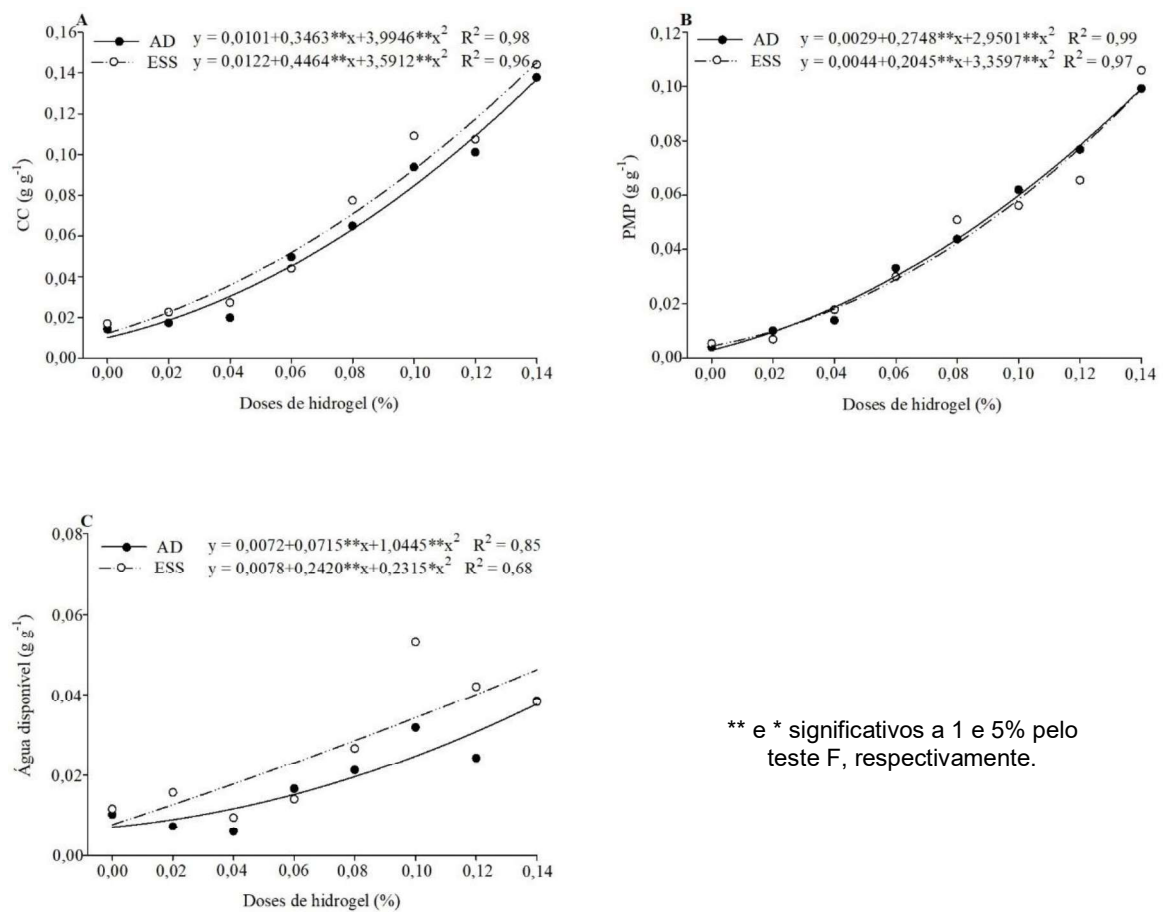 A
AD y = 0,0101+0,3463**x+3,9946**x² R² = 0,98
ESS y = 0,0122+0,4464**x+3,5912**x² R² = 0,96
0,16
0,14
0,12
0,10
0,08
0,06
0,04
0,02
0,00
CC (g g⁻¹)
0,00 0,02 0,04 0,06 0,08 0,10 0,12 0,14
Doses de hidrogel (%)
B
AD y = 0,0029+0,2748**x+2,9501**x² R² = 0,99
ESS y = 0,0044+0,2045**x+3,3597**x² R² = 0,97
0,12
0,10
0,08
0,06
0,04
0,02
0,00
PMP (g g⁻¹)
0,00 0,02 0,04 0,06 0,08 0,10 0,12 0,14
Doses de hidrogel (%)
C
AD y = 0,0072+0,0715**x+1,0445**x² R² = 0,85
ESS y = 0,0078+0,2420**x+0,2315*x² R² = 0,68
0,08
0,06
0,04
0,02
0,00
Água disponível (g g⁻¹)
0,00 0,02 0,04 0,06 0,08 0,10 0,12 0,14
Doses de hidrogel (%)
** e * significativos a 1 e 5% pelo
teste F, respectivamente.